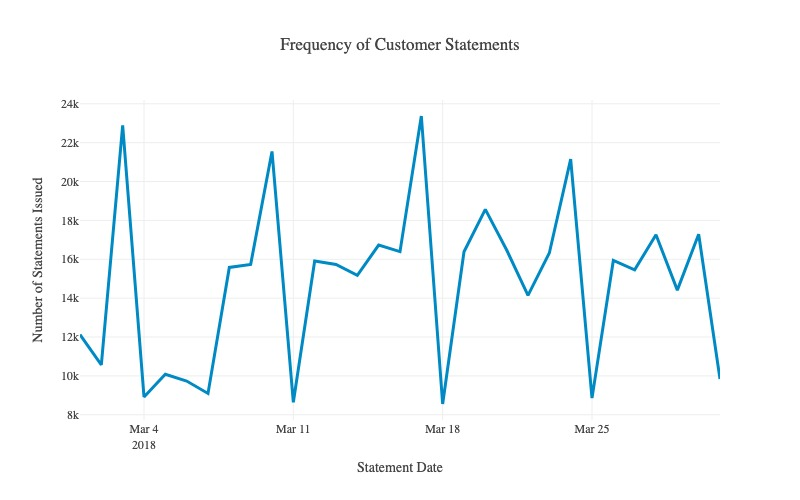 Frequency of Customer Statements
24k
22k
20k
18k
16k
14k
12k
10k
8k
Number of Statements Issued
Mar 4
2018
Mar 11
Mar 18
Mar 25
Statement Date